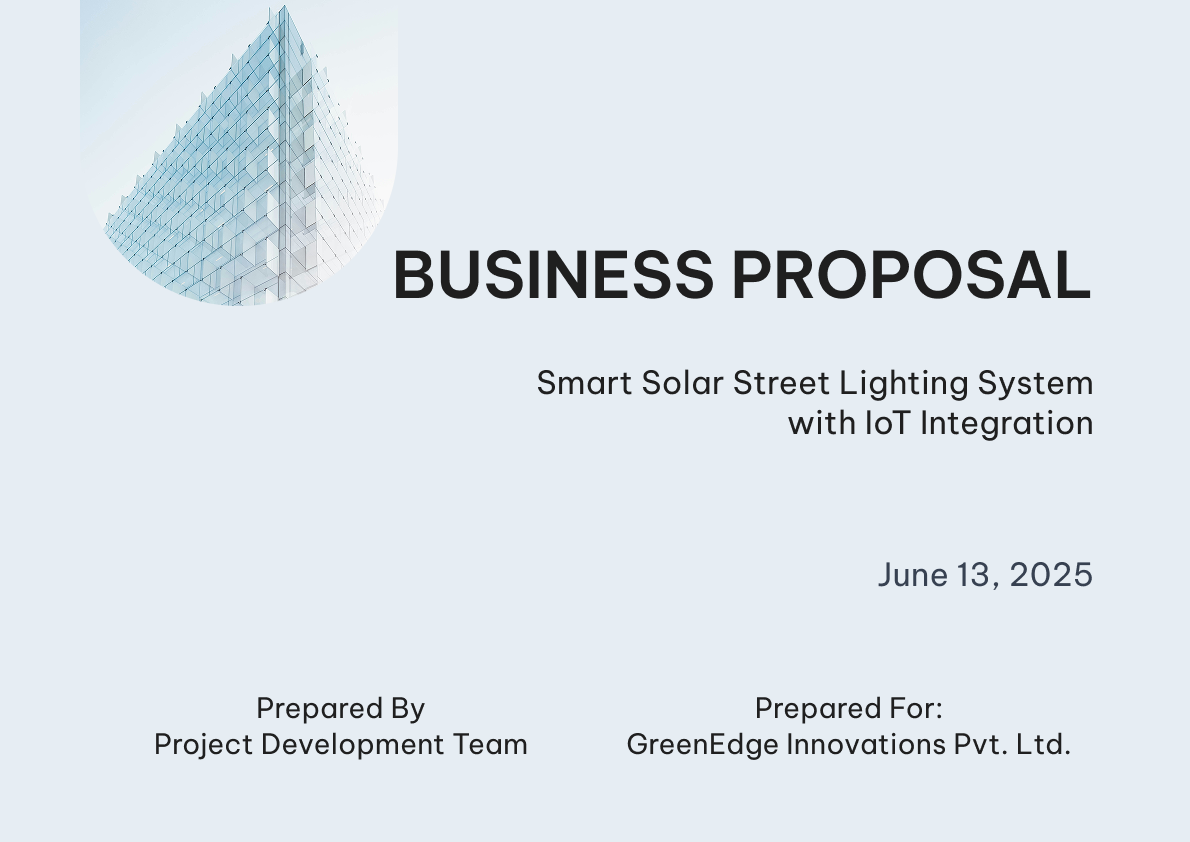 BUSINESS PROPOSAL
Smart Solar Street Lighting System
with IoT Integration
June 13, 2025
Prepared By
Project Development Team
Prepared For:
GreenEdge Innovations Pvt. Ltd.